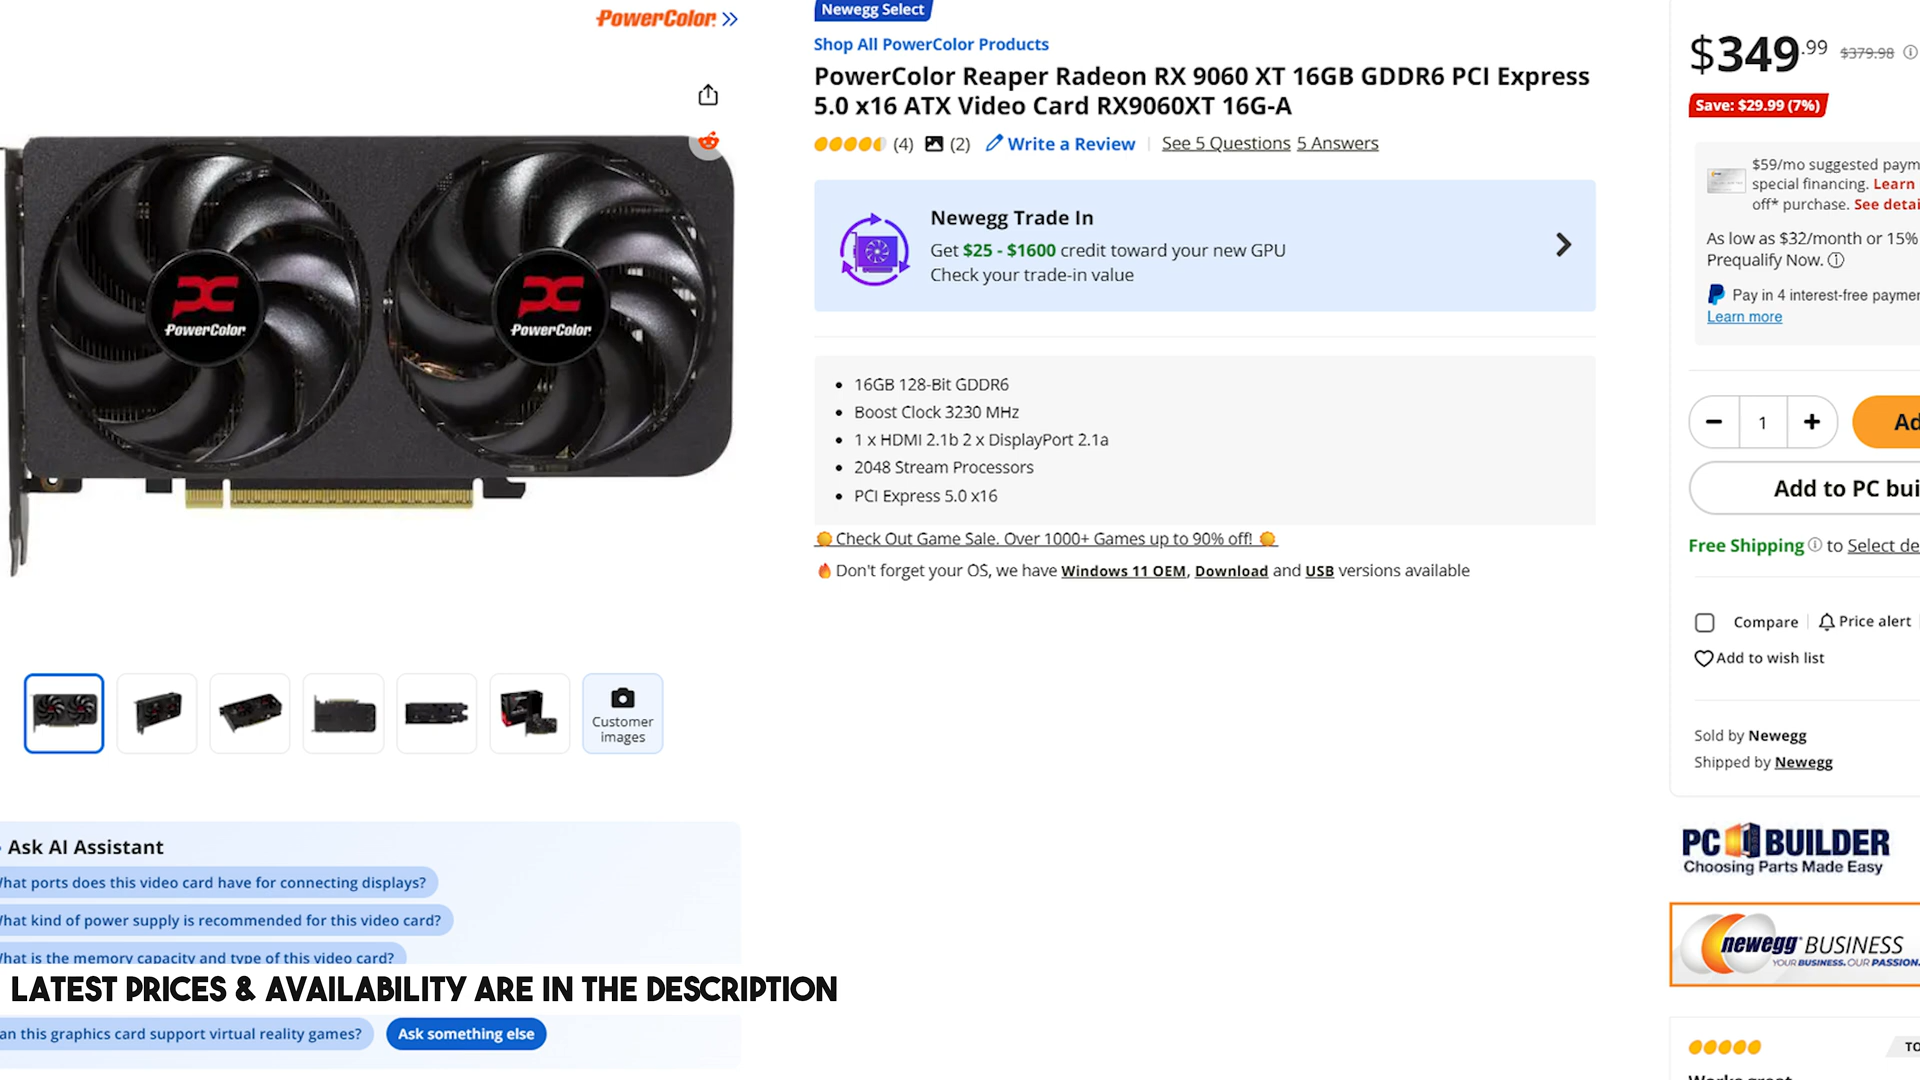 PowerColor
Newegg Select
Shop All PowerColor Products
PowerColor Reaper Radeon RX 9060 XT 16GB GDDR6 PCI Express
5.0 x16 ATX Video Card RX9060XT 16G-A
(4) (2) Write a Review See 5 Questions 5 Answers
Newegg Trade In
Get $25 - $1600 credit toward your new GPU
Check your trade-in value
16GB 128-Bit GDDR6
Boost Clock 3230 MHz
1 x HDMI 2.1b 2 x DisplayPort 2.1a
2048 Stream Processors
PCI Express 5.0 x16
Check Out Game Sale. Over 1000+ Games up to 90% off!
Don't forget your OS, we have Windows 11 OEM, Download and USB versions available
PowerColor
PowerColor
Customer
images
Ask AI Assistant
hat ports does this video card have for connecting displays?
hat kind of power supply is recommended for this video card?
hat is the memory capacity and type of this video card?
LATEST PRICES & AVAILABILITY ARE IN THE DESCRIPTION
an this graphics card support virtual reality games?
Ask something else
$349.99 $379.98
Save: $29.99 (7%)
$59/mo suggested paym
special financing. Learn
off* purchase. See detai
As low as $32/month or 15%
Prequalify Now.
Pay in 4 interest-free paymen
Learn more
1
Ad
Add to PC bui
Free Shipping to Select de
Compare Price alert
Add to wish list
Sold by Newegg
Shipped by Newegg
PC BUILDER
Choosing Parts Made Easy
newegg BUSINESS
YOUR BUSINESS. OUR PASSION.
TO